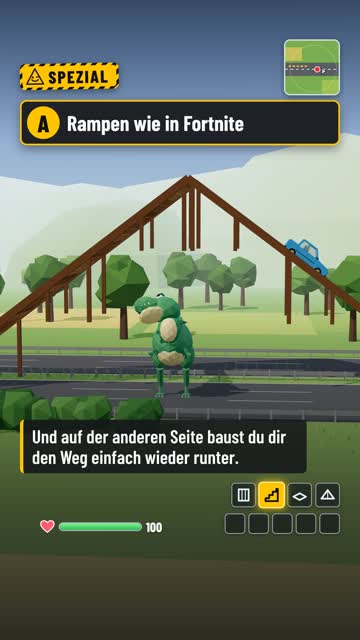 SPEZIAL
A Rampen wie in Fortnite
Und auf der anderen Seite baust du dir
den Weg einfach wieder runter.
100